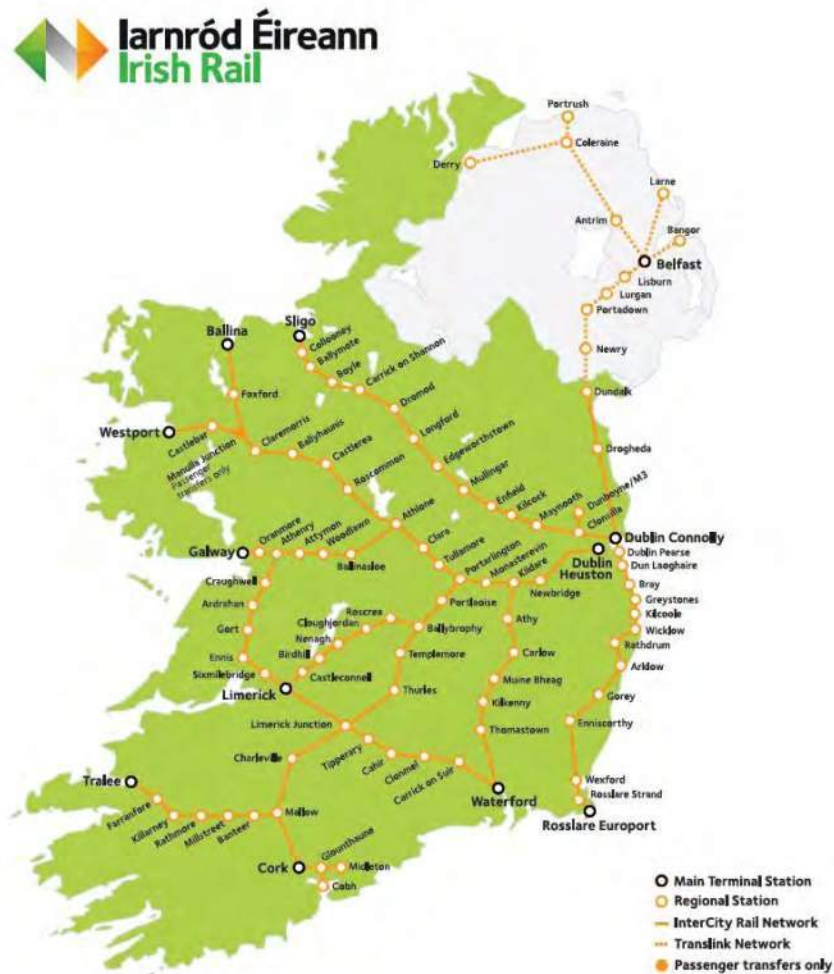 Iarnród Éireann
Irish Rail
Portrush
Coleraine
Derry
Larne
Antrim
Bangor
Belfast
Lisburn
Lurgan
Portadown
Newry
Dundalk
Drogheda
Sligo
Collooney
Ballymote
Boyle
Carrick on Shannon
Dromod
Longford
Edgeworthstown
Mullingar
Enfield
Kilcock
Maynooth
Dunboyne/M3
Clonsilla
Ballina
Foxford
Westport
Castlebar
Manulla Junction
Passenger
transfers only
Claremorris
Ballyhaunis
Castlerea
Roscommon
Athlone
Clara
Tullamore
Portarlington
Monasterevin
Kildare
Newbridge
Dublin Connolly
Dublin
Heuston
Dublin Pearse
Dun Laoghaire
Bray
Greystones
Kilcoole
Wicklow
Rathdrum
Arklow
Gorey
Enniscorthy
Wexford
Rosslare Strand
Rosslare Europort
Galway
Oranmore
Athenry
Attymon
Woodlawn
Ballinasloe
Craughwell
Ardrahan
Gort
Ennis
Sixmilebridge
Limerick
Castleconnell
Birdhill
Nenagh
Cloughjordan
Roscrea
Ballybrophy
Portlaoise
Templemore
Thurles
Athy
Carlow
Muine Bheag
Kilkenny
Thomastown
Waterford
Limerick Junction
Tipperary
Cahir
Clonmel
Carrick on Suir
Charleville
Mallow
Tralee
Farranfore
Killarney
Rathmore
Millstreet
Banteer
Cork
Glounthaune
Midleton
Cobh
Main Terminal Station
Regional Station
InterCity Rail Network
Translink Network
Passenger transfers only